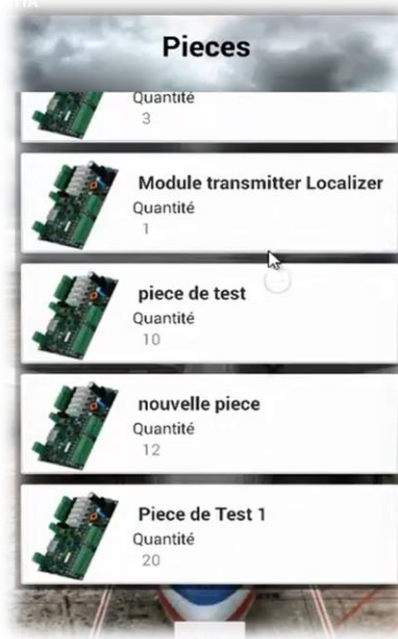 Pieces
Quantité
3
Module transmitter Localizer
Quantité
1
piece de test
Quantité
10
nouvelle piece
Quantité
12
Piece de Test 1
Quantité
20